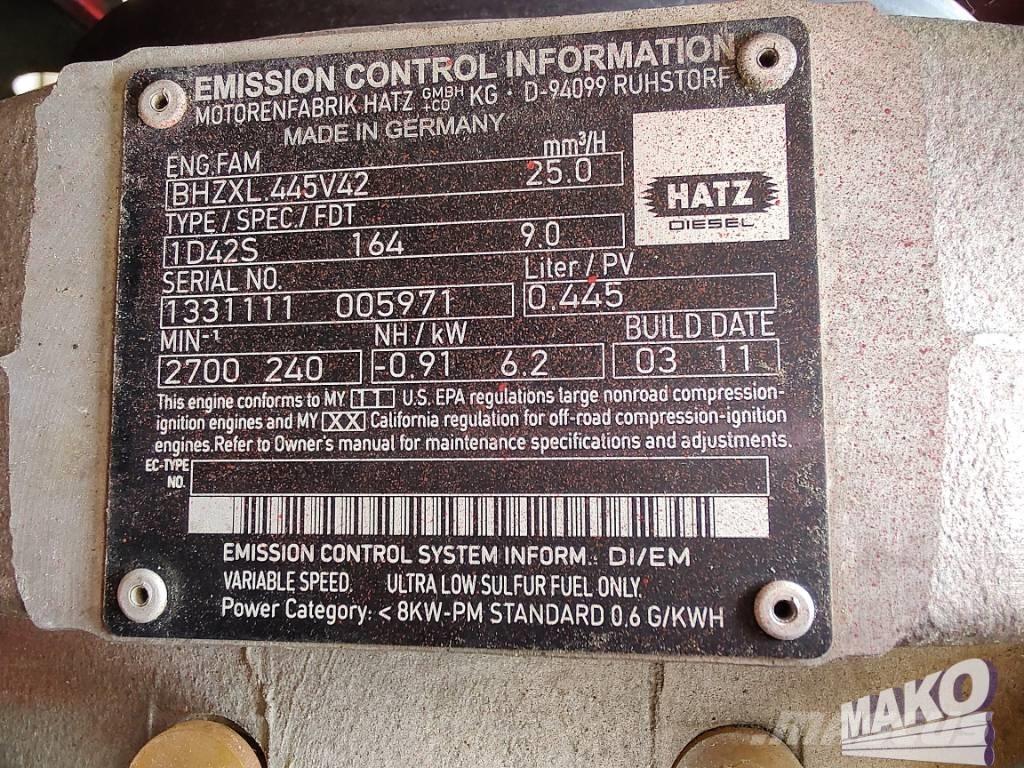 EMISSION CONTROL INFORMATION
MOTORENFABRIK HATZ GMBH +CO KG · D-94099 RUHSTORF
MADE IN GERMANY
ENG.FAM mm³/H
BHZXL.445V42 25.0
TYPE / SPEC./ FDT
1D42S 164 9.0
HATZ
DIESEL
SERIAL NO. Liter / PV
1331111 005971 0.445
MIN-¹ NH / kW BUILD DATE
2700 240 -0.91 6.2 03 11
This engine conforms to MY 11 U.S. EPA regulations large nonroad compression-
ignition engines and MY XX California regulation for off-road compression-ignition
engines.Refer to Owner's manual for maintenance specifications and adjustments.
EC-TYPE
NO.
EMISSION CONTROL SYSTEM INFORM. DI/EM
VARIABLE SPEED. ULTRA LOW SULFUR FUEL ONLY.
Power Category: < 8KW-PM STANDARD 0.6 G/KWH
MAKO